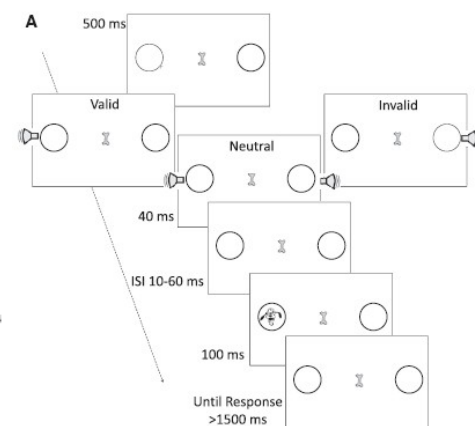 A
500 ms
Valid
Invalid
Neutral
40 ms
ISI 10-60 ms
100 ms
Until Response
>1500 ms